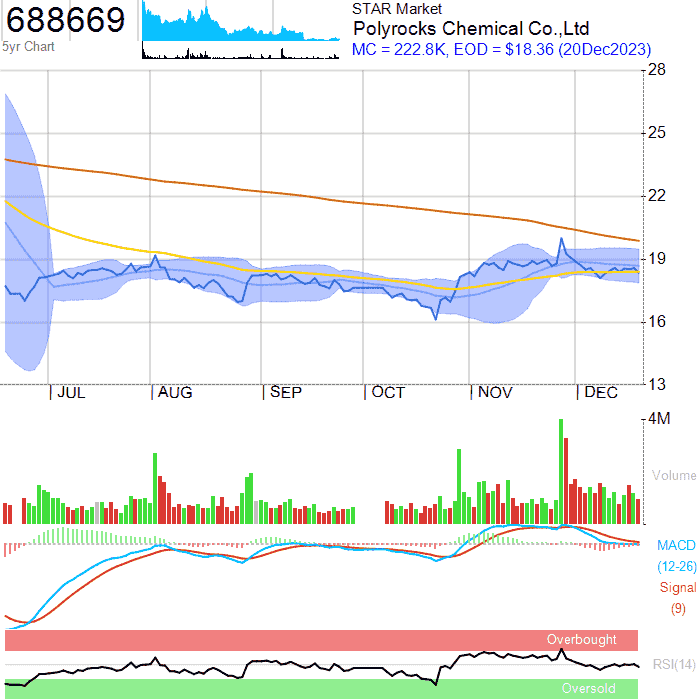 688669
5yr Chart
STAR Market
Polyrocks Chemical Co.,Ltd
MC = 222.8K, EOD = $18.36 (20Dec2023)
28
25
22
19
16
13
JUL AUG SEP OCT NOV DEC
4M
Volume
MACD
(12-26)
Signal
(9)
Overbought
RSI(14)
Oversold